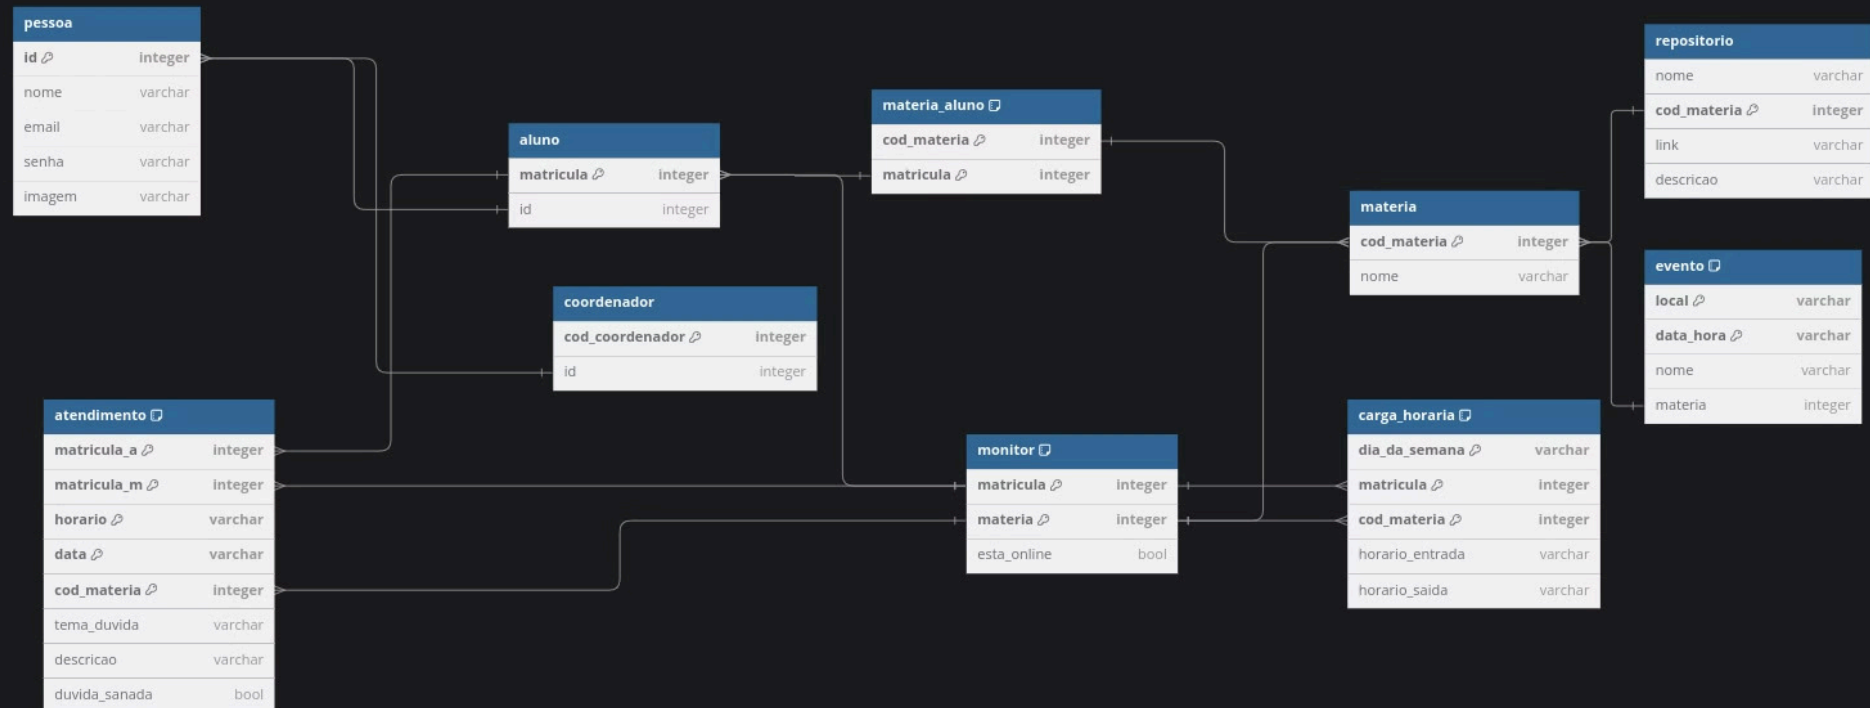 pessoa
id integer
nome varchar
email varchar
senha varchar
imagem varchar
aluno
matricula integer
id integer
coordenador
cod_coordenador integer
id integer
atendimento
matricula_a integer
matricula_m integer
horario varchar
data varchar
cod_materia integer
tema_duvida varchar
descricao varchar
duvida_sanada bool
materia_aluno
cod_materia integer
matricula integer
monitor
matricula integer
materia integer
esta_online bool
materia
cod_materia integer
nome varchar
carga_horaria
dia_da_semana varchar
matricula integer
cod_materia integer
horario_entrada varchar
horario_saida varchar
repositorio
nome varchar
cod_materia integer
link varchar
descricao varchar
evento
local varchar
data_hora varchar
nome varchar
materia integer